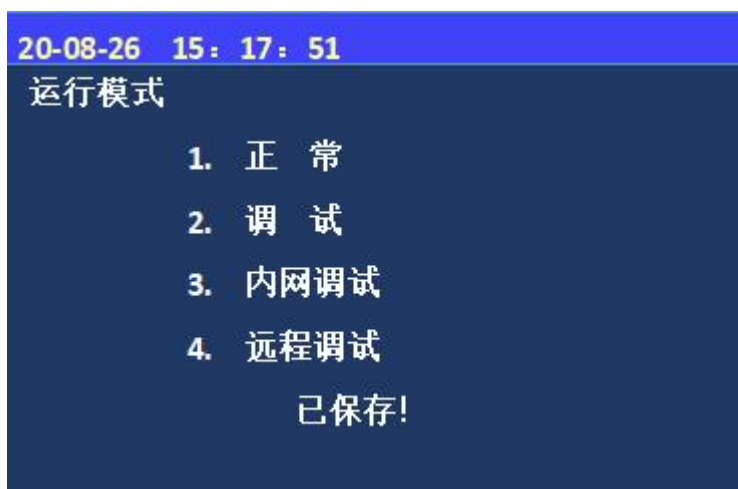 20-08-26 15：17：51
运行模式
1. 正 常
2. 调 试
3. 内网调试
4. 远程调试
已保存!